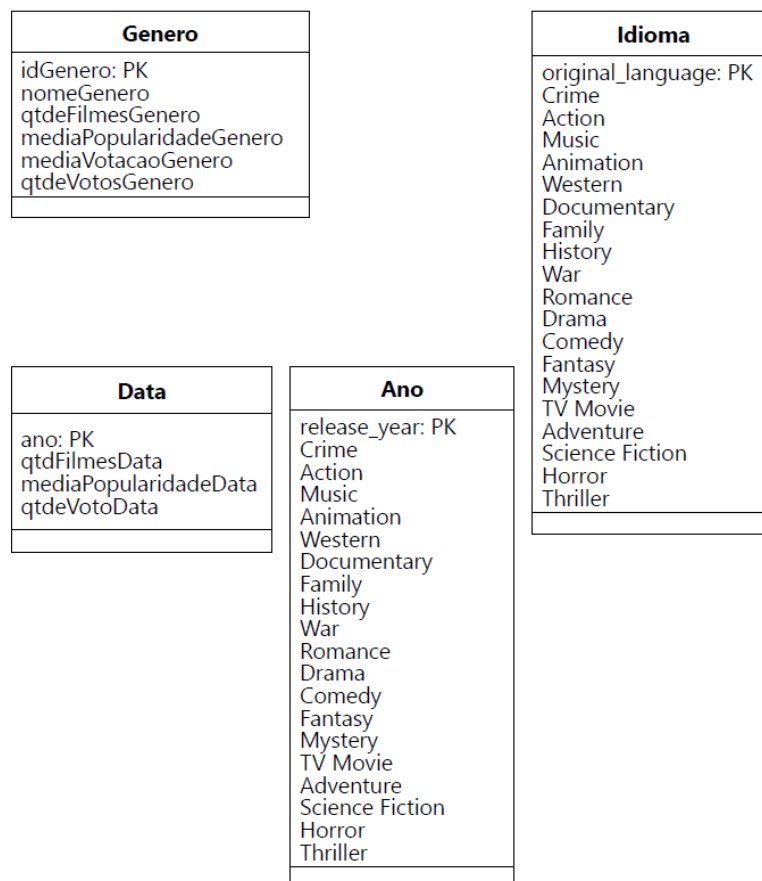 Genero
idGenero: PK
nomeGenero
qtdeFilmesGenero
mediaPopularidadeGenero
mediaVotacaoGenero
qtdeVotosGenero
Idioma
original_language: PK
Crime
Action
Music
Animation
Western
Documentary
Family
History
War
Romance
Drama
Comedy
Fantasy
Mystery
TV Movie
Adventure
Science Fiction
Horror
Thriller
Data
ano: PK
qtdFilmesData
mediaPopularidadeData
qtdeVotoData
Ano
release_year: PK
Crime
Action
Music
Animation
Western
Documentary
Family
History
War
Romance
Drama
Comedy
Fantasy
Mystery
TV Movie
Adventure
Science Fiction
Horror
Thriller